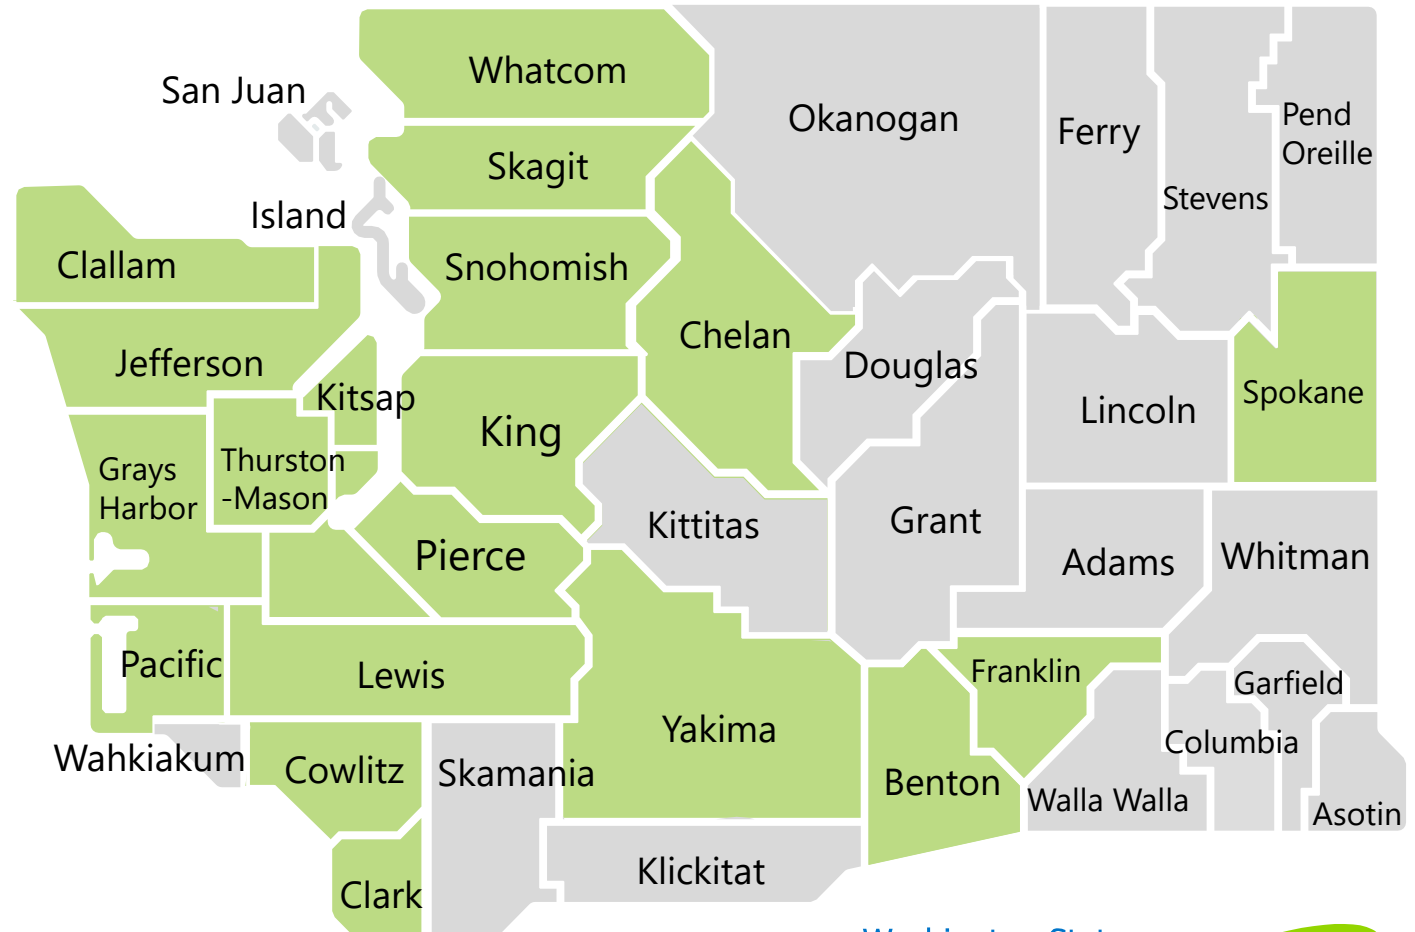 Whatcom
San Juan
Okanogan
Ferry
Pend
Oreille
Skagit
Stevens
Island
Clallam
Snohomish
Chelan
Jefferson
Douglas
Kitsap
Spokane
Lincoln
King
Grays
Harbor
Thurston
-Mason
Kittitas
Grant
Pierce
Adams
Whitman
Pacific
Lewis
Franklin
Garfield
Yakima
Columbia
Wahkiakum
Cowlitz
Skamania
Benton
Walla Walla
Asotin
Klickitat
Clark
Washington State